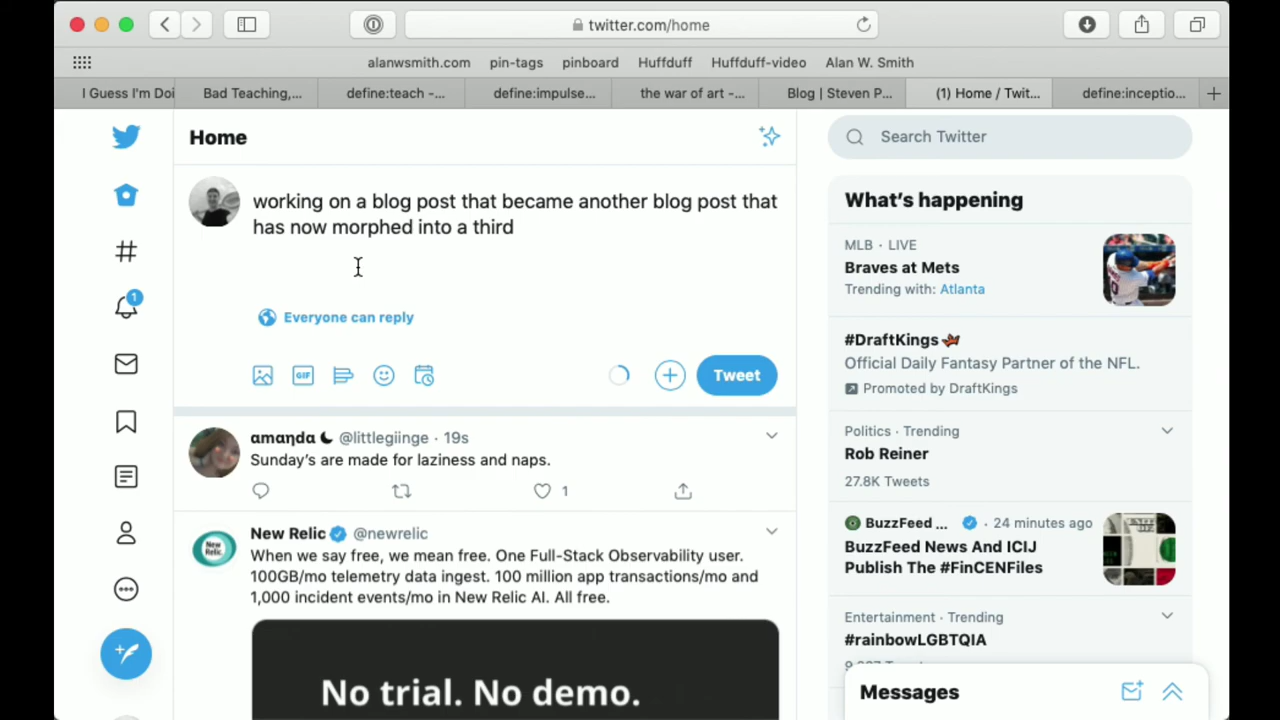 twitter.com/home
alanwsmith.com pin-tags pinboard Huffduff Huffduff-video Alan W. Smith
I Guess I'm Doi Bad Teaching,... define:teach -... define:impulse... the war of art -... Blog | Steven P... (1) Home / Twit... define:inceptio...
Home
working on a blog post that became another blog post that
has now morphed into a third
Everyone can reply
GIF
Tweet
1
amaηda @littlegiinge · 19s
Sunday's are made for laziness and naps.
1
New Relic @newrelic
When we say free, we mean free. One Full-Stack Observability user.
100GB/mo telemetry data ingest. 100 million app transactions/mo and
1,000 incident events/mo in New Relic AI. All free.
No trial. No demo.
Search Twitter
What's happening
MLB · LIVE
Braves at Mets
Trending with: Atlanta
#DraftKings
Official Daily Fantasy Partner of the NFL.
Promoted by DraftKings
Politics · Trending
Rob Reiner
27.8K Tweets
BuzzFeed ... · 24 minutes ago
BuzzFeed News And ICIJ
Publish The #FinCENFiles
Entertainment · Trending
#rainbowLGBTQIA
Messages